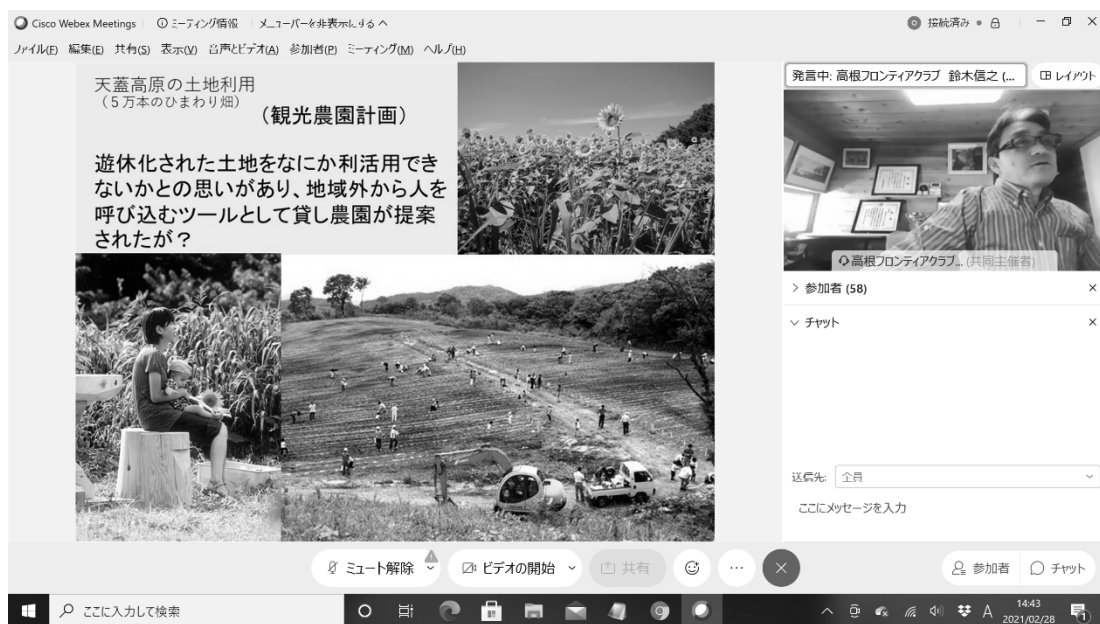 Cisco Webex Meetings
ミーティング情報
メニューバーを非表示にする へ
接続済み
ファイル(F) 編集(E) 共有(S) 表示(V) 音声とビデオ(A) 参加者(P) ミーティング(M) ヘルプ(H)
天蓋高原の土地利用
(5万本のひまわり畑)
(観光農園計画)
遊休化された土地をなにか利活用でき
ないかとの思いがあり、地域外から人を
呼び込むツールとして貸し農園が提案
されたが?
発言中: 高根フロンティアクラブ 鈴木信之 (...
レイアウト
高根フロンティアクラブ... (共同主催者)
参加者 (58)
チャット
送信先: 全員
ここにメッセージを入力
ミュート解除
ビデオの開始
共有
参加者
チャット
ここに入力して検索
A
14:43
2021/02/28
1